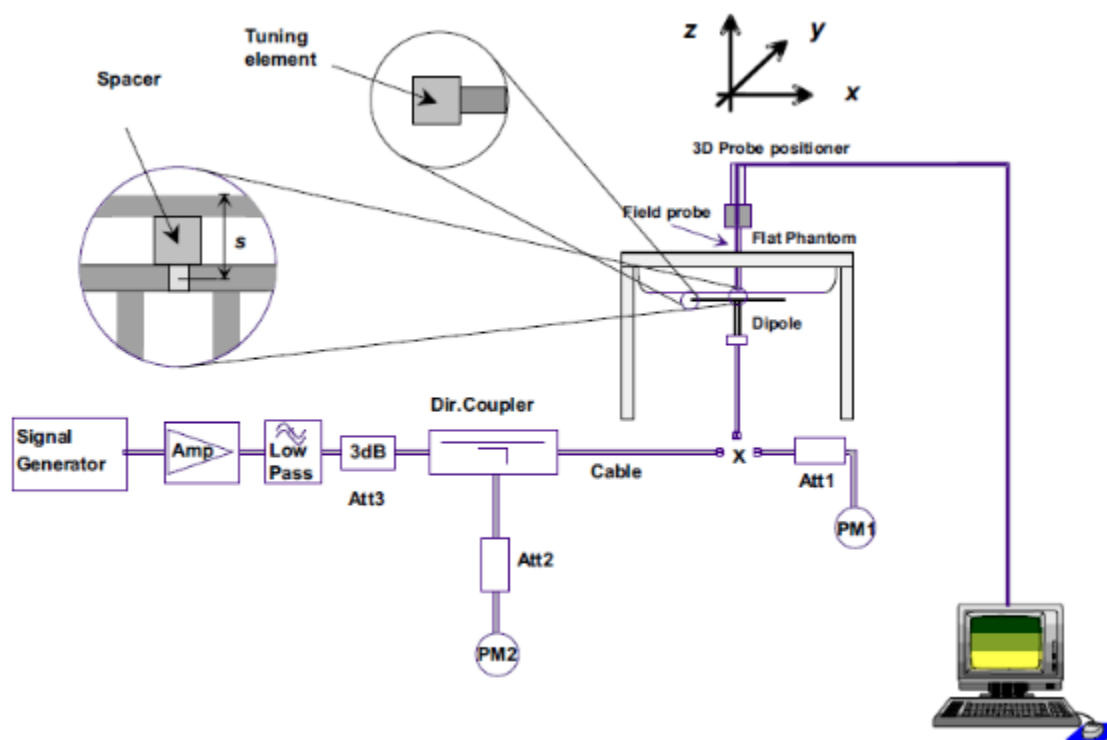 Tuning
element
Spacer
s
z
y
x
3D Probe positioner
Field probe
Flat Phantom
Dipole
Dir.Coupler
Signal
Generator
Amp
Low
Pass
3dB
Att3
Cable
X
Att1
PM1
Att2
PM2